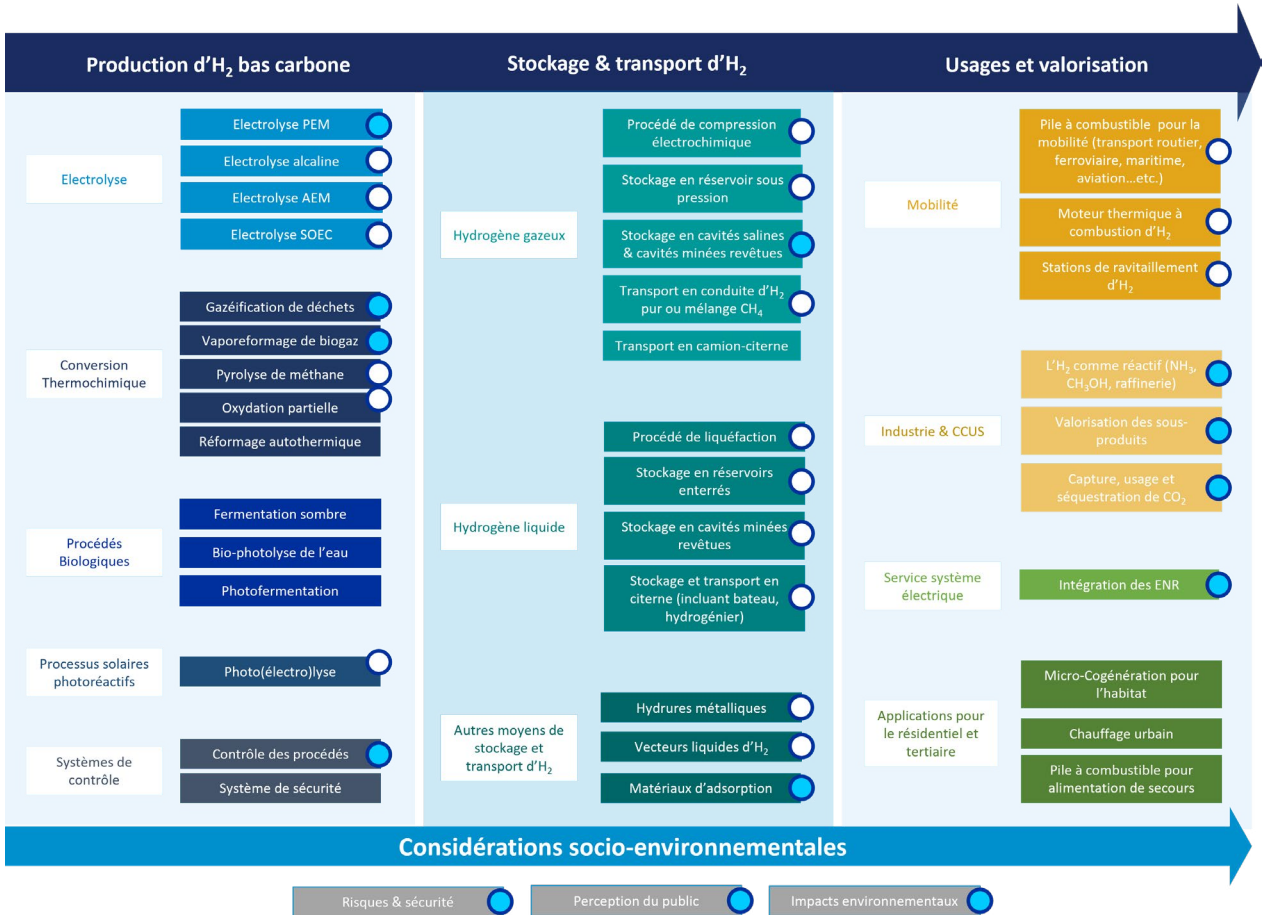 Production d'H₂ bas carbone
Stockage & transport d'H₂
Usages et valorisation
Electrolyse
Electrolyse PEM
Electrolyse alcaline
Electrolyse AEM
Electrolyse SOEC
Conversion
Thermochimique
Gazéification de déchets
Vaporeformage de biogaz
Pyrolyse de méthane
Oxydation partielle
Réformage autothermique
Procédés
Biologiques
Fermentation sombre
Bio-photolyse de l'eau
Photofermentation
Processus solaires
photoréactifs
Photo(électro)lyse
Systèmes de
contrôle
Contrôle des procédés
Système de sécurité
Hydrogène gazeux
Procédé de compression
électrochimique
Stockage en réservoir sous
pression
Stockage en cavités salines
& cavités minées revêtues
Transport en conduite d'H₂
pur ou mélange CH₄
Transport en camion-citerne
Hydrogène liquide
Procédé de liquéfaction
Stockage en réservoirs
enterrés
Stockage en cavités minées
revêtues
Stockage et transport en
citerne (incluant bateau,
hydrogénier)
Autres moyens de
stockage et
transport d'H₂
Hydrures métalliques
Vecteurs liquides d'H₂
Matériaux d'adsorption
Mobilité
Pile à combustible pour la
mobilité (transport routier,
ferroviaire, maritime,
aviation…etc.)
Moteur thermique à
combustion d'H₂
Stations de ravitaillement
d'H₂
Industrie & CCUS
L'H₂ comme réactif (NH₃,
CH₃OH, raffinerie)
Valorisation des sous-
produits
Capture, usage et
séquestration de CO₂
Service système
électrique
Intégration des ENR
Applications pour
le résidentiel et
tertiaire
Micro-Cogénération pour
l'habitat
Chauffage urbain
Pile à combustible pour
alimentation de secours
Considérations socio-environnementales
Risques & sécurité
Perception du public
Impacts environnementaux